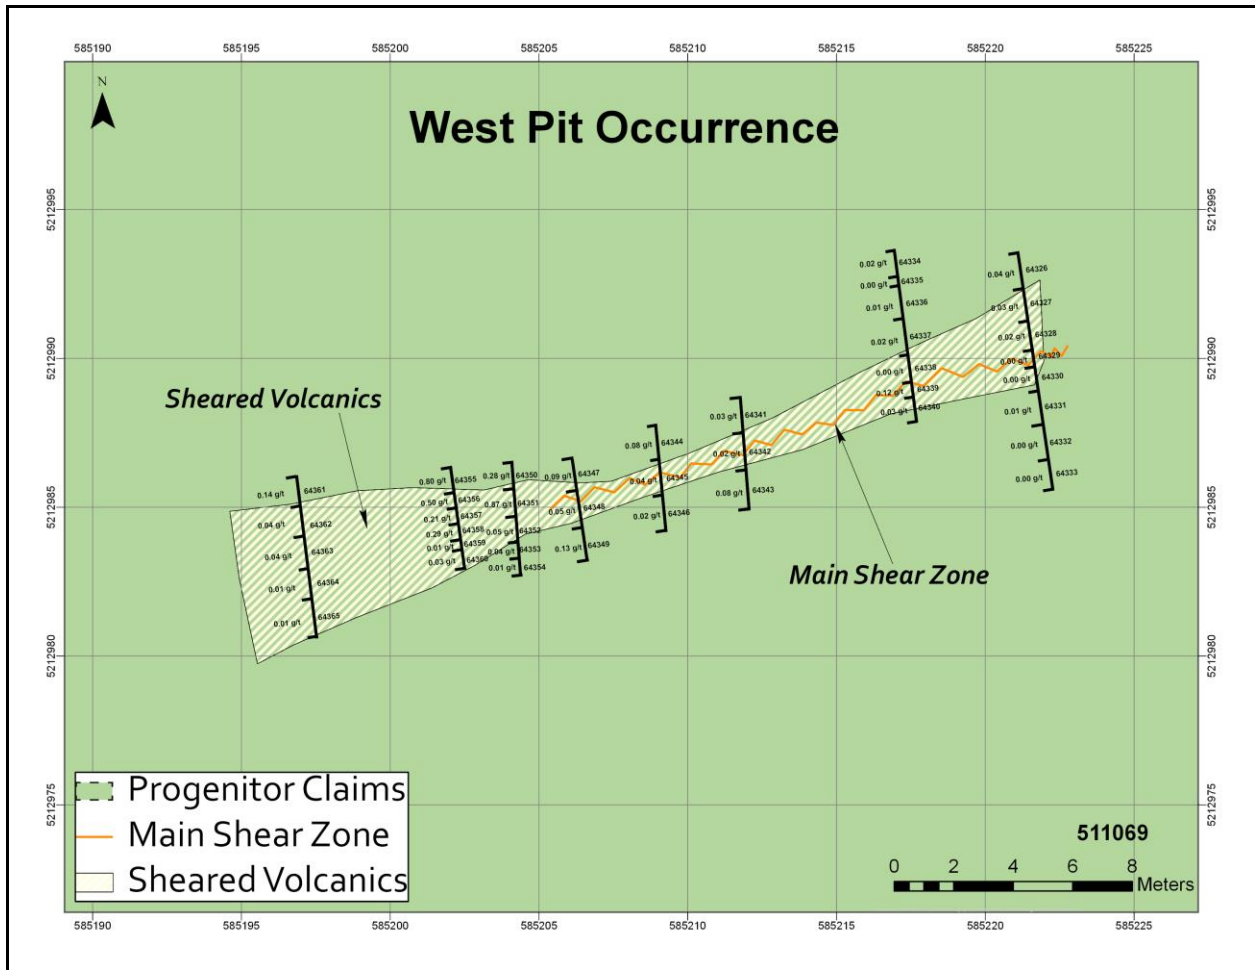 585190 585195 585200 585205 585210 585215 585220 585225
N
West Pit Occurrence
5212995 5212995
5212990 5212990
5212985 5212985
5212980 5212980
5212975 5212975
Sheared Volcanics
Main Shear Zone
0.14 g/t 64361
0.04 g/t 64362
0.04 g/t 64363
0.01 g/t 64364
0.01 g/t 64365
0.80 g/t 64355
0.50 g/t 64356
0.21 g/t 64357
0.29 g/t 64358
0.01 g/t 64359
0.03 g/t 64360
0.28 g/t 64350
0.87 g/t 64351
0.05 g/t 64352
0.04 g/t 64353
0.01 g/t 64354
0.09 g/t 64347
0.05 g/t 64348
0.13 g/t 64349
0.08 g/t 64344
0.04 g/t 64345
0.02 g/t 64346
0.03 g/t 64341
0.02 g/t 64342
0.08 g/t 64343
0.02 g/t 64334
0.00 g/t 64335
0.01 g/t 64336
0.02 g/t 64337
0.00 g/t 64338
0.12 g/t 64339
0.03 g/t 64340
0.04 g/t 64326
0.03 g/t 64327
0.02 g/t 64328
0.00 g/t 64329
0.00 g/t 64330
0.01 g/t 64331
0.00 g/t 64332
0.00 g/t 64333
Progenitor Claims
Main Shear Zone
Sheared Volcanics
511069
0 2 4 6 8
Meters
585190 585195 585200 585205 585210 585215 585220 585225